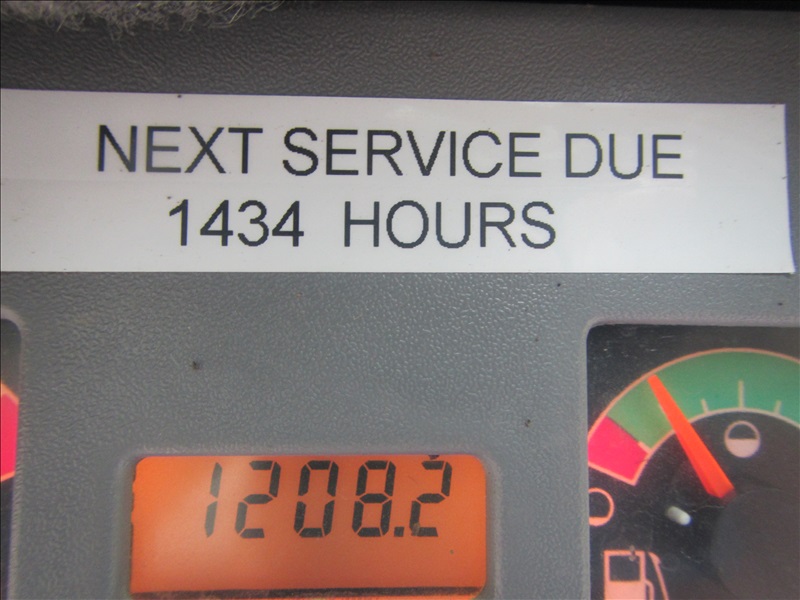 NEXT SERVICE DUE
1434 HOURS
1208.2